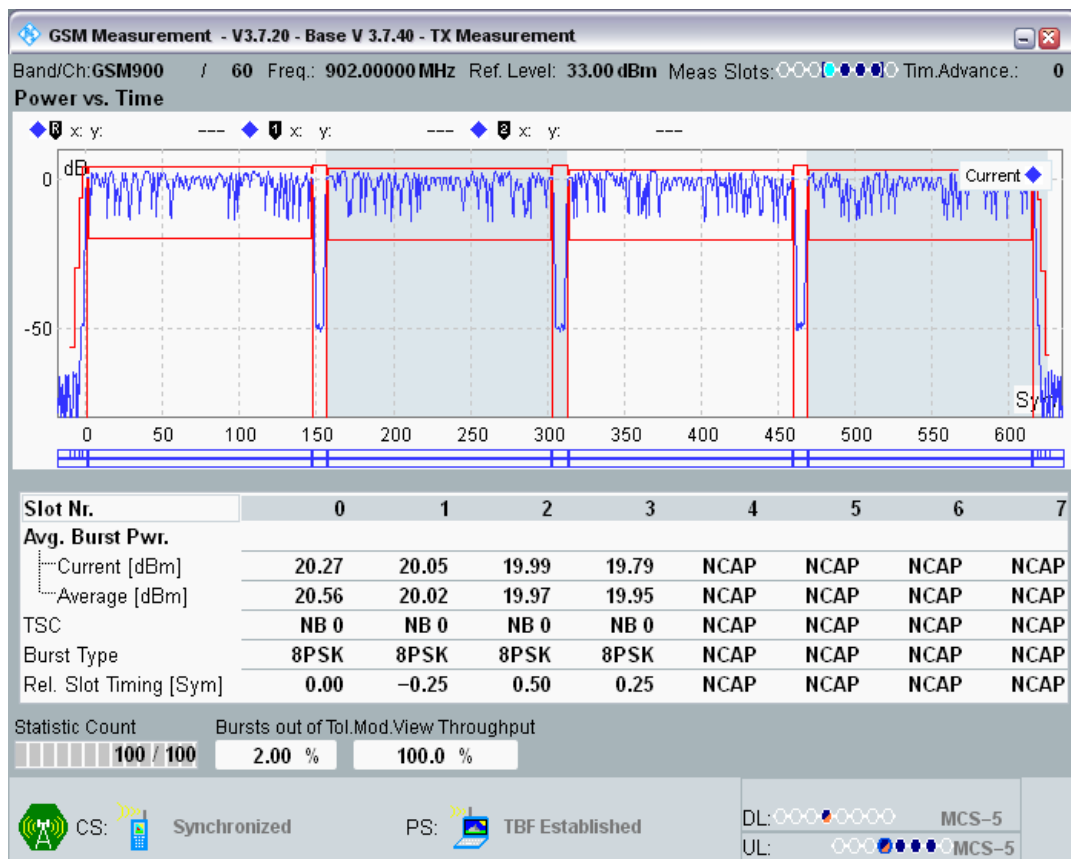 GSM Measurement - V3.7.20 - Base V 3.7.40 - TX Measurement
Band/Ch:GSM900 / 60 Freq.: 902.00000 MHz Ref. Level: 33.00 dBm Meas Slots: Tim.Advance.: 0
Power vs. Time
R x: y: --- 1 x: y: --- 2 x: y: ---
dB
Current
0
-50
0 50 100 150 200 250 300 350 400 450 500 550 600
Slot Nr. 0 1 2 3 4 5 6 7
Avg. Burst Pwr.
Current [dBm] 20.27 20.05 19.99 19.79 NCAP NCAP NCAP NCAP
Average [dBm] 20.56 20.02 19.97 19.95 NCAP NCAP NCAP NCAP
TSC NB 0 NB 0 NB 0 NB 0 NCAP NCAP NCAP NCAP
Burst Type 8PSK 8PSK 8PSK 8PSK NCAP NCAP NCAP NCAP
Rel. Slot Timing [Sym] 0.00 −0.25 0.50 0.25 NCAP NCAP NCAP NCAP
Statistic Count Bursts out of Tol.Mod.View Throughput
100 / 100 2.00 % 100.0 %
CS: Synchronized PS: TBF Established DL: MCS−5
UL: MCS−5